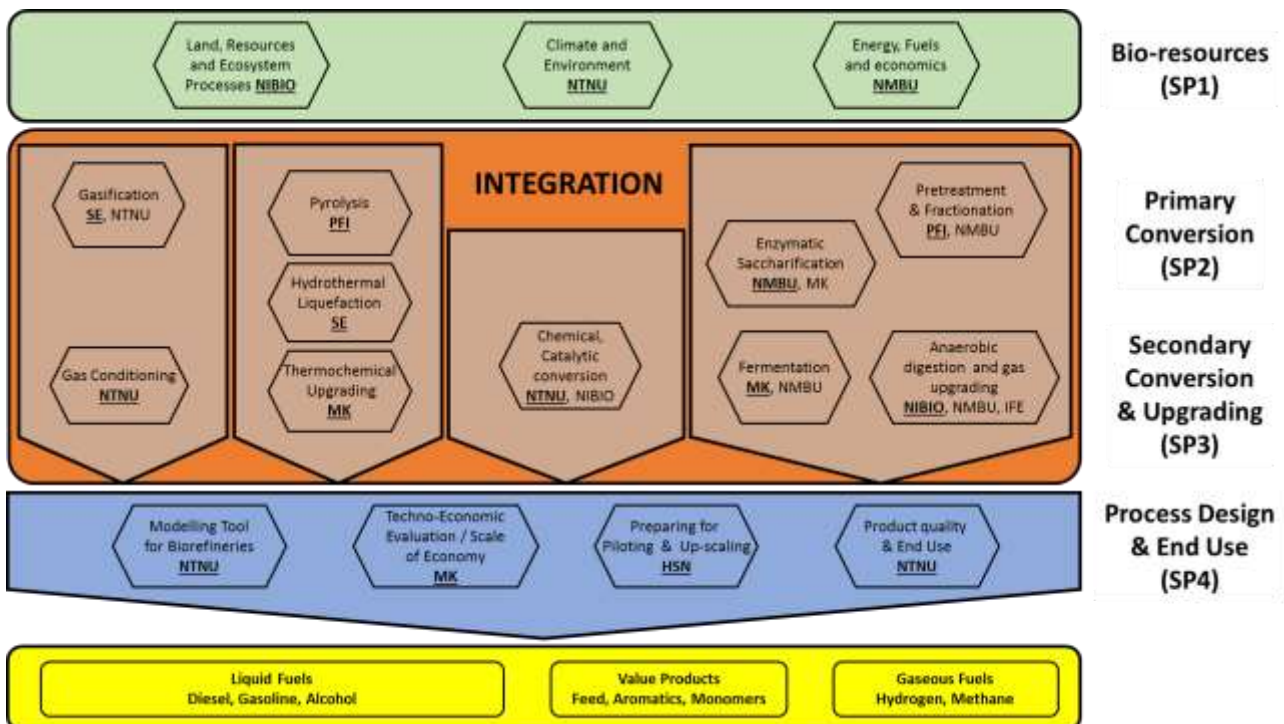 Land, Resources
and Ecosystem
Processes NIBIO
Climate and
Environment
NTNU
Energy, Fuels
and economics
NMBU
Bio-resources
(SP1)
INTEGRATION
Gasification
SE, NTNU
Gas Conditioning
NTNU
Pyrolysis
PFI
Hydrothermal
Liquefaction
SE
Thermochemical
Upgrading
MK
Chemical,
Catalytic
conversion
NTNU, NIBIO
Pretreatment
& Fractionation
PFI, NMBU
Enzymatic
Saccharification
NMBU, MK
Fermentation
MK, NMBU
Anaerobic
digestion and gas
upgrading
NIBIO, NMBU, IFE
Primary
Conversion
(SP2)
Secondary
Conversion
& Upgrading
(SP3)
Modelling Tool
for Biorefineries
NTNU
Techno-Economic
Evaluation / Scale
of Economy
MK
Preparing for
Piloting & Up-scaling
HSN
Product quality
& End Use
NTNU
Process Design
& End Use
(SP4)
Liquid Fuels
Diesel, Gasoline, Alcohol
Value Products
Feed, Aromatics, Monomers
Gaseous Fuels
Hydrogen, Methane